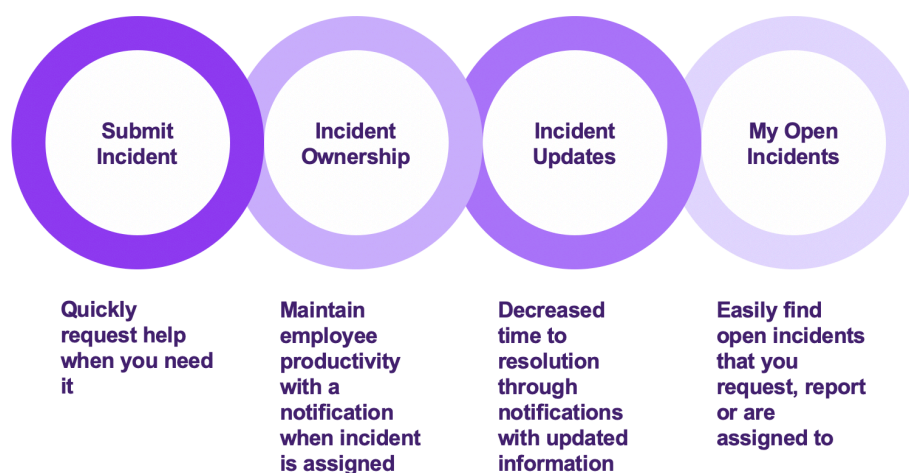 Submit
Incident
Incident
Ownership
Incident
Updates
My Open
Incidents
Quickly
request help
when you need
it
Maintain
employee
productivity
with a
notification
when incident
is assigned
Decreased
time to
resolution
through
notifications
with updated
information
Easily find
open incidents
that you
request, report
or are
assigned to